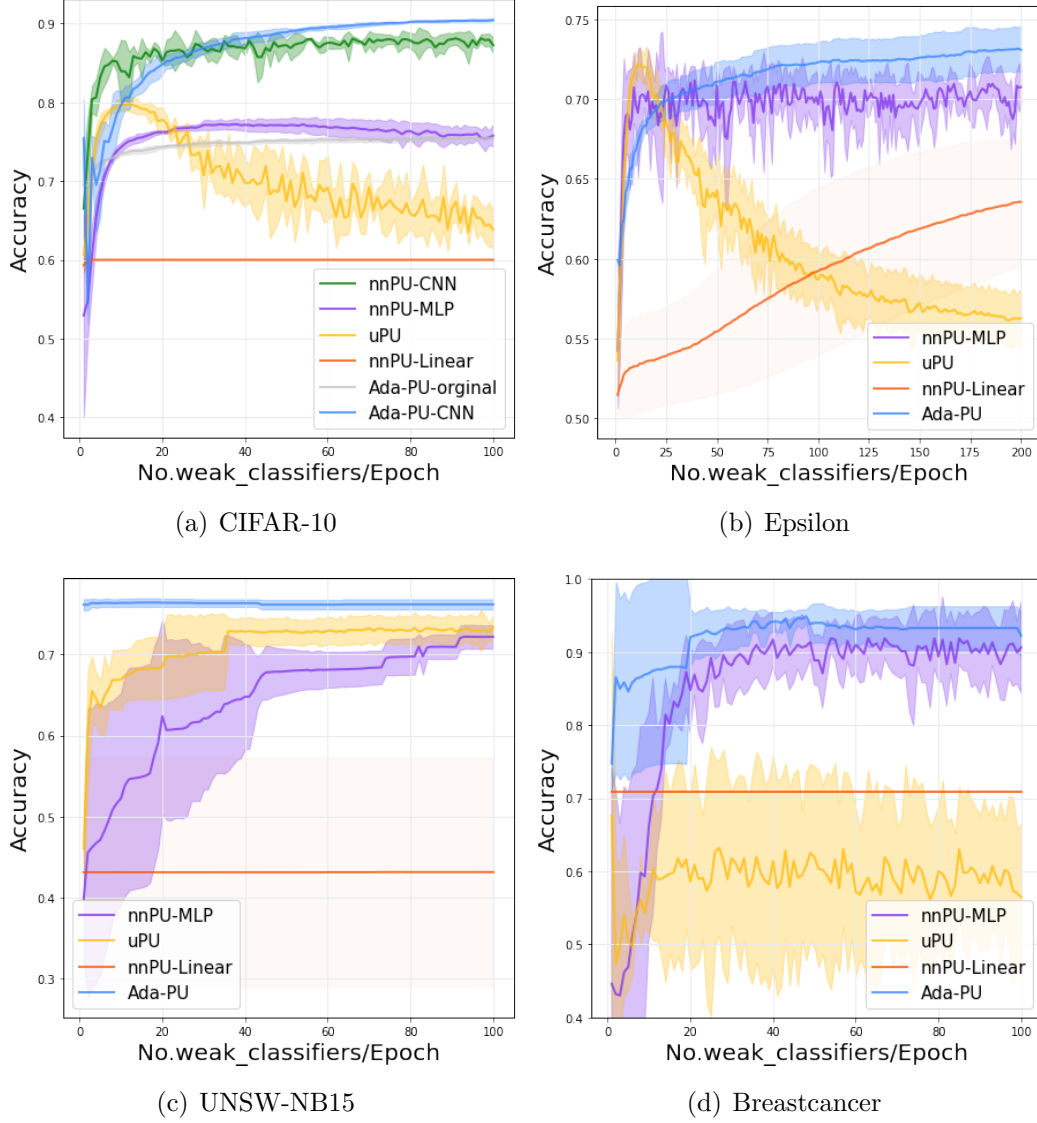 0.9
0.8
0.7
0.6
0.5
0.4
Accuracy
nnPU-CNN
nnPU-MLP
uPU
nnPU-Linear
Ada-PU-orginal
Ada-PU-CNN
0 20 40 60 80 100
No.weak_classifiers/Epoch
(a) CIFAR-10
0.75
0.70
0.65
0.60
0.55
0.50
Accuracy
nnPU-MLP
uPU
nnPU-Linear
Ada-PU
0 25 50 75 100 125 150 175 200
No.weak_classifiers/Epoch
(b) Epsilon
0.7
0.6
0.5
0.4
0.3
Accuracy
nnPU-MLP
uPU
nnPU-Linear
Ada-PU
0 20 40 60 80 100
No.weak_classifiers/Epoch
(c) UNSW-NB15
1.0
0.9
0.8
0.7
0.6
0.5
0.4
Accuracy
nnPU-MLP
uPU
nnPU-Linear
Ada-PU
0 20 40 60 80 100
No.weak_classifiers/Epoch
(d) Breastcancer